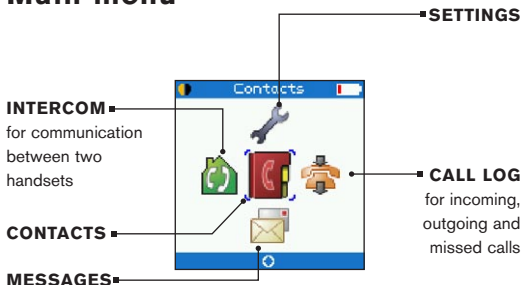 Main menu
SETTINGS
Contacts
INTERCOM
for communication
between two
handsets
CALL LOG
for incoming,
outgoing and
missed calls
CONTACTS
MESSAGES